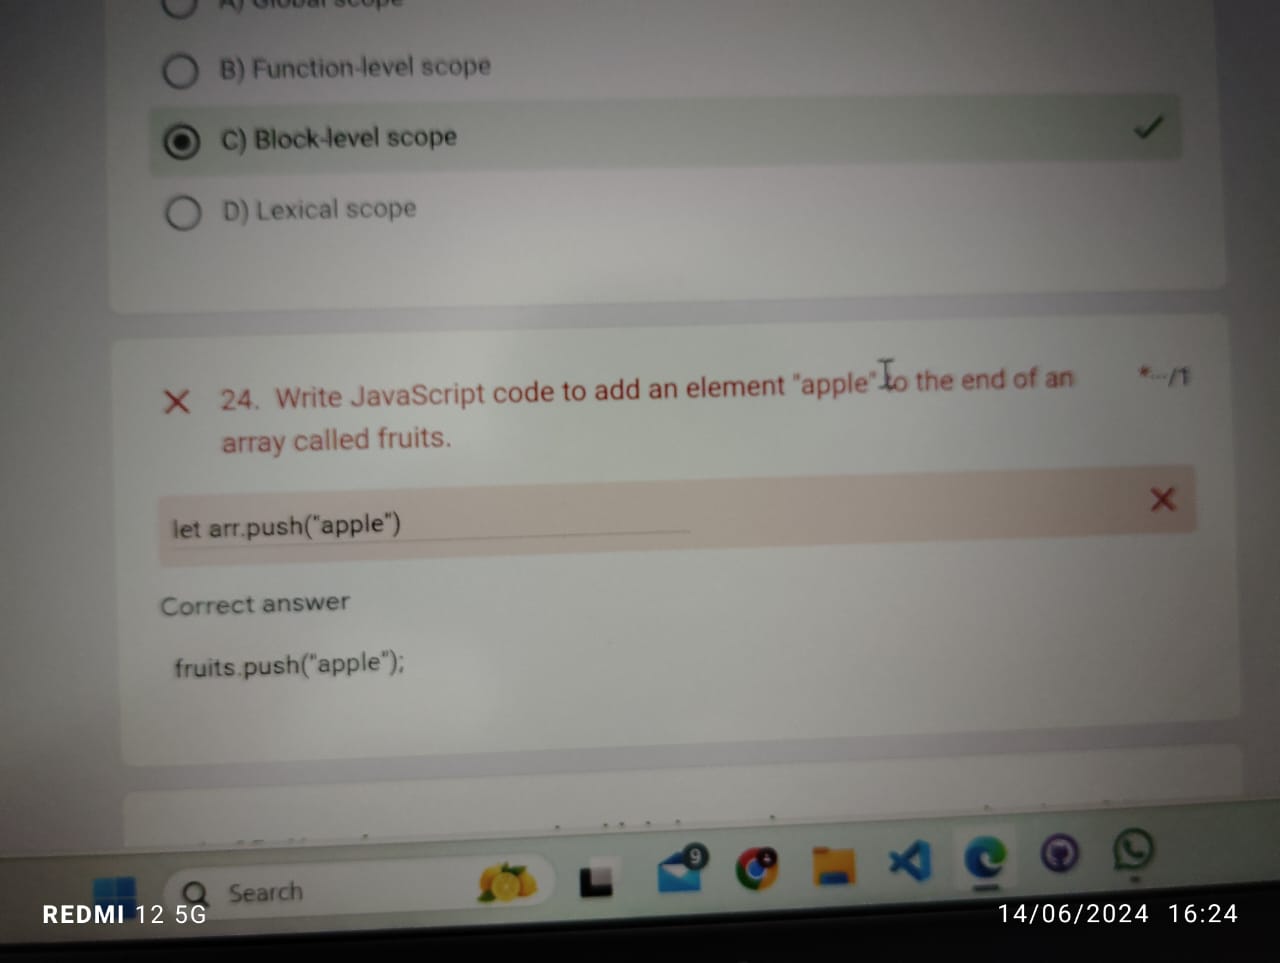 A) Global scope
B) Function-level scope
C) Block-level scope
D) Lexical scope
24. Write JavaScript code to add an element "apple" to the end of an
*···/1
array called fruits.
let arr.push("apple")
Correct answer
fruits.push("apple");
9
Search
REDMI 12 5G
14/06/2024 16:24